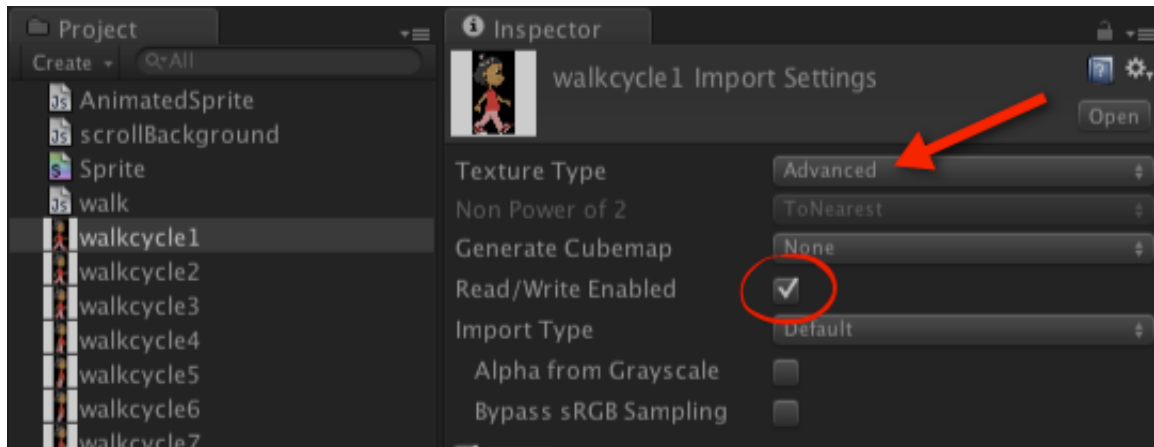 Project
Create
All
AnimatedSprite
scrollBackground
Sprite
walk
walkcycle1
walkcycle2
walkcycle3
walkcycle4
walkcycle5
walkcycle6
walkcycle7
Inspector
walkcycle1 Import Settings
Open
Texture Type Advanced
Non Power of 2 ToNearest
Generate Cubemap None
Read/Write Enabled
Import Type Default
Alpha from Grayscale
Bypass sRGB Sampling